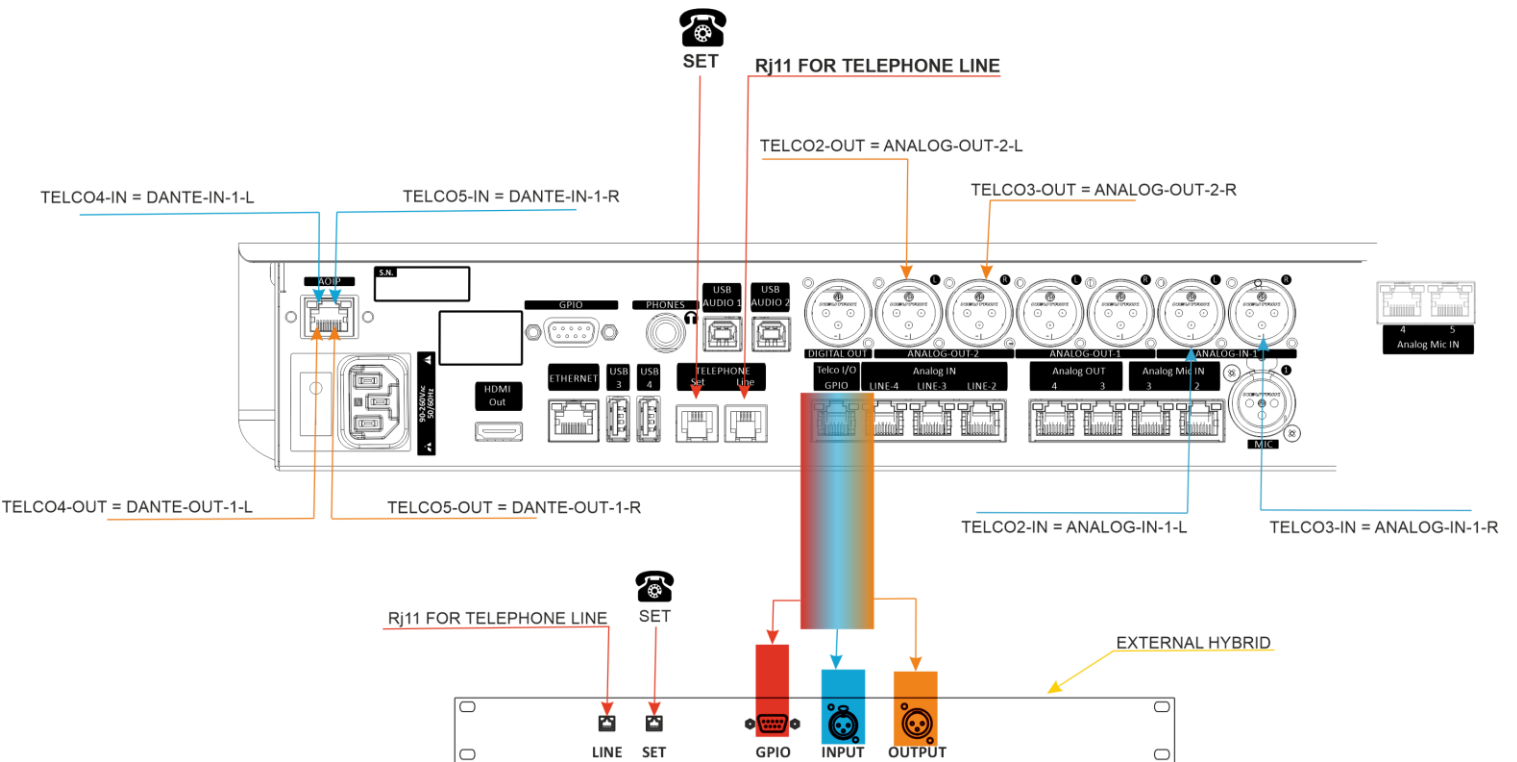 SET
Rj11 FOR TELEPHONE LINE
TELCO2-OUT = ANALOG-OUT-2-L
TELCO3-OUT = ANALOG-OUT-2-R
TELCO4-IN = DANTE-IN-1-L
TELCO5-IN = DANTE-IN-1-R
AOIP
S.N.
GPIO
PHONES
USB
AUDIO 1
USB
AUDIO 2
L
R
L
R
L
R
DIGITAL OUT
ANALOG-OUT-2
ANALOG-OUT-1
ANALOG-IN-1
4
5
Analog Mic IN
90-260Vac
50/60Hz
HDMI
Out
ETHERNET
USB
3
USB
4
TELEPHONE
Set
Line
Telco I/O
GPIO
Analog IN
LINE-4
LINE-3
LINE-2
Analog OUT
4
3
Analog Mic IN
3
2
1
MIC
TELCO4-OUT = DANTE-OUT-1-L
TELCO5-OUT = DANTE-OUT-1-R
TELCO2-IN = ANALOG-IN-1-L
TELCO3-IN = ANALOG-IN-1-R
Rj11 FOR TELEPHONE LINE
SET
EXTERNAL HYBRID
LINE
SET
GPIO
INPUT
OUTPUT